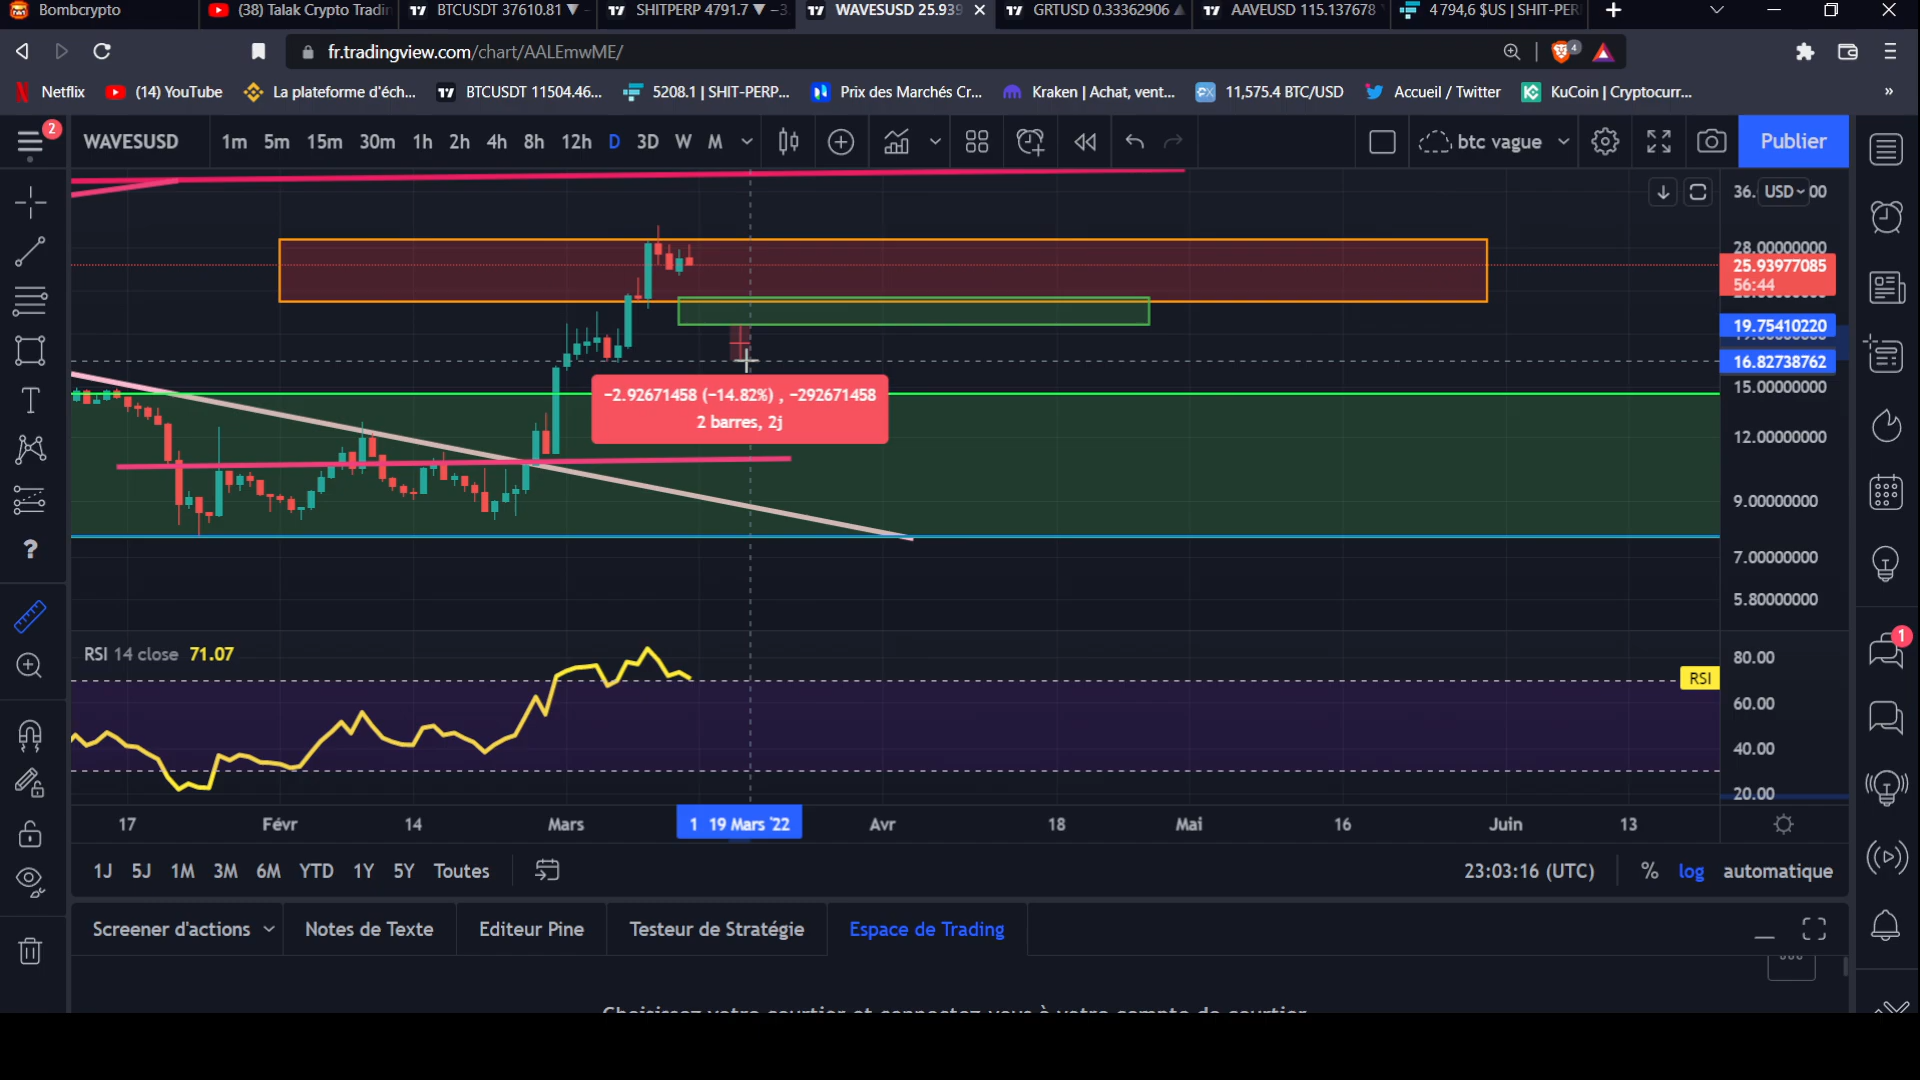 Bombcrypto
(38) Talak Crypto Tradin
BTCUSDT 37610.81 ▼ −
SHITPERP 4791.7 ▼ −3.
WAVESUSD 25.939
GRTUSD 0.33362906
AAVEUSD 115.137678
4 794,6 $US | SHIT-PER
fr.tradingview.com/chart/AALEmwME/
4
Netflix
(14) YouTube
La plateforme d'éch...
BTCUSDT 11504.46...
5208.1 | SHIT-PERP...
Prix des Marchés Cr...
Kraken | Achat, vent...
11,575.4 BTC/USD
Accueil / Twitter
KuCoin | Cryptocurr...
»
2
WAVESUSD
1m 5m 15m 30m 1h 2h 4h 8h 12h D 3D W M
btc vague
Publier
USD
28.00000000
25.93977085
56:44
19.75410220
16.82738762
15.00000000
12.00000000
9.00000000
7.00000000
5.80000000
−2.92671458 (−14.82%) , −292671458
2 barres, 2j
RSI 14 close 71.07
RSI
80.00
60.00
40.00
20.00
1
17 Févr 14 Mars 1 19 Mars '22 Avr 18 Mai 16 Juin 13
1J 5J 1M 3M 6M YTD 1Y 5Y Toutes
23:03:16 (UTC)
% log automatique
Screener d'actions
Notes de Texte
Editeur Pine
Testeur de Stratégie
Espace de Trading